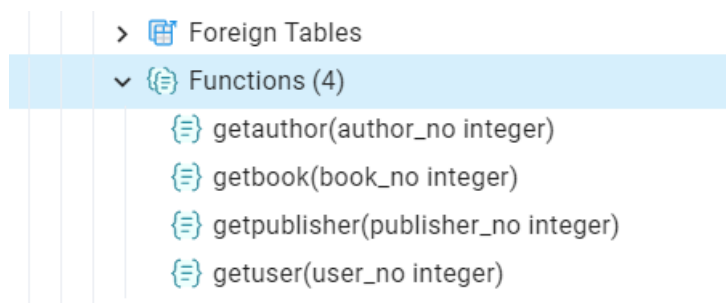 Foreign Tables
Functions (4)
getauthor(author_no integer)
getbook(book_no integer)
getpublisher(publisher_no integer)
getuser(user_no integer)